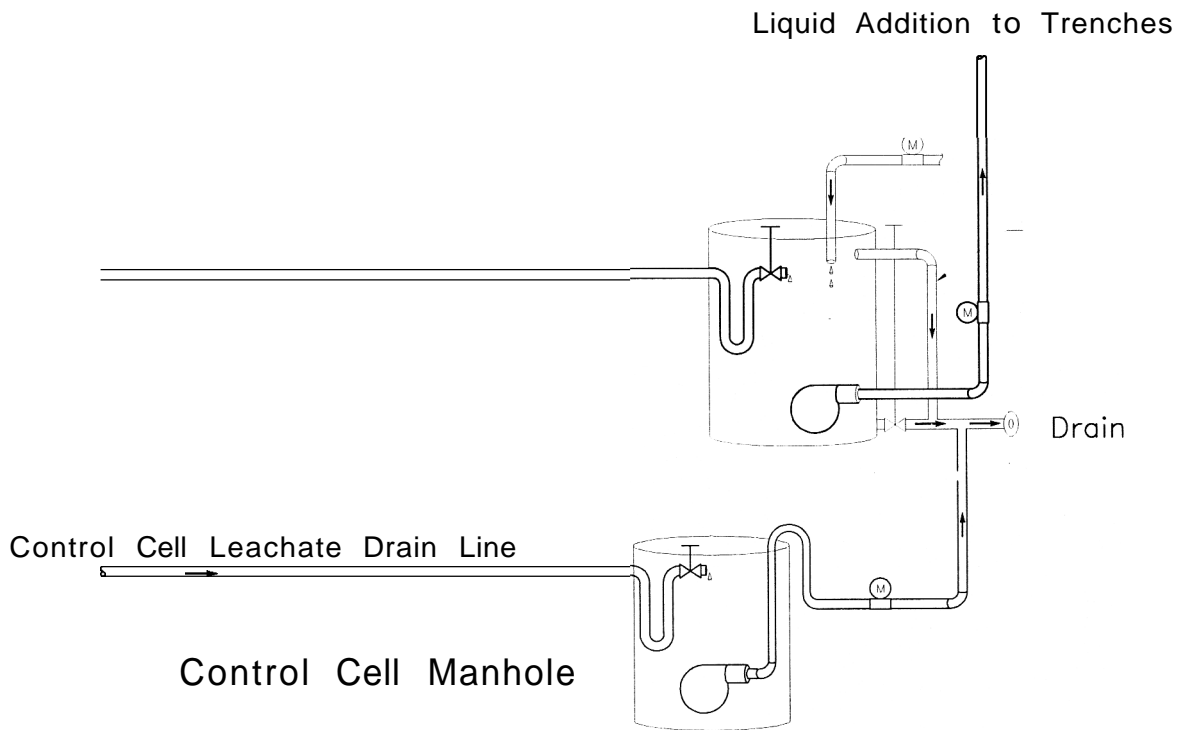 Liquid Addition to Trenches
(M)
M
Drain
Control Cell Leachate Drain Line
M
Control Cell Manhole